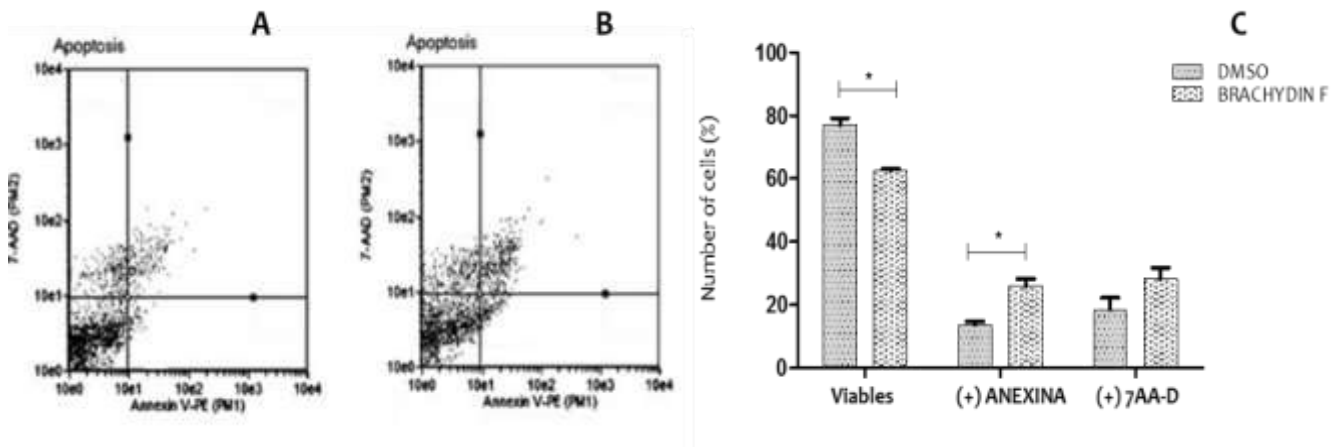 A
Apoptosis
10e4
10e3
10e2
10e1
10e0
7-AAD (PM2)
10e0 10e1 10e2 10e3 10e4
Annexin V-PE (PM1)
B
Apoptosis
10e4
10e3
10e2
10e1
10e0
7-AAD (PM2)
10e0 10e1 10e2 10e3 10e4
Annexin V-PE (PM1)
C
DMSO
BRACHYDIN F
100
80
60
40
20
0
Number of cells (%)
*
*
Viables (+) ANEXINA (+) 7AA-D